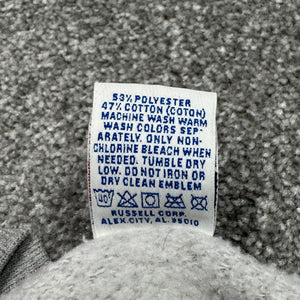 53% POLYESTER
47% COTTON (COTON)
MACHINE WASH WARM
WASH COLORS SEP-
ARATELY. ONLY NON-
CHLORINE BLEACH WHEN
NEEDED. TUMBLE DRY
LOW. DO NOT IRON OR
DRY CLEAN EMBLEM
RUSSELL CORP.
ALEX.CITY, AL. 35010